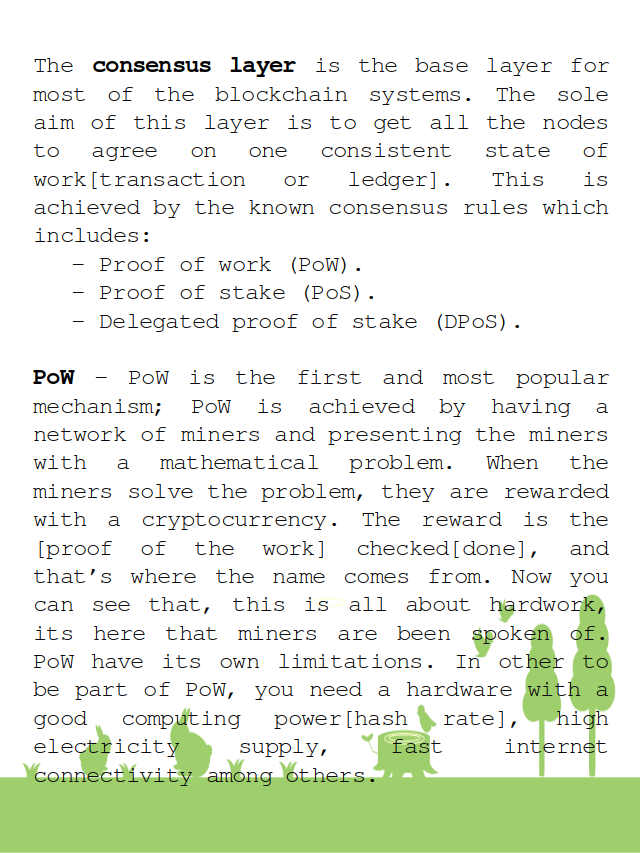 The consensus layer is the base layer for
most of the blockchain systems. The sole
aim of this layer is to get all the nodes
to agree on one consistent state of
work[transaction or ledger]. This is
achieved by the known consensus rules which
includes:
– Proof of work (PoW).
– Proof of stake (PoS).
– Delegated proof of stake (DPoS).
PoW – PoW is the first and most popular
mechanism; PoW is achieved by having a
network of miners and presenting the miners
with a mathematical problem. When the
miners solve the problem, they are rewarded
with a cryptocurrency. The reward is the
[proof of the work] checked[done], and
that’s where the name comes from. Now you
can see that, this is all about hardwork,
its here that miners are been spoken of.
PoW have its own limitations. In other to
be part of PoW, you need a hardware with a
good computing power[hash rate], high
electricity supply, fast internet
connectivity among others.